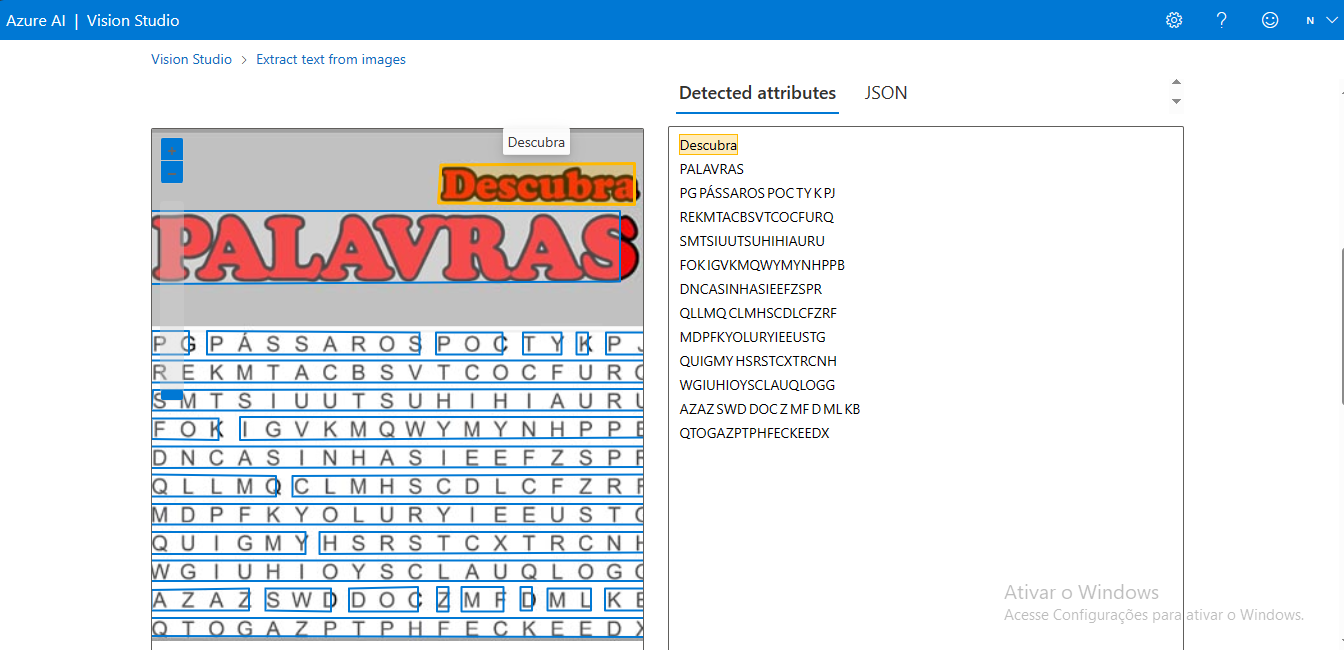 Azure AI | Vision Studio
N
Vision Studio > Extract text from images
Detected attributes
JSON
Descubra
Descubra
PALAVRAS
P G P Á S S A R O S P O C T Y K P J
R E K M T A C B S V T C O C F U R Q
S M T S I U U T S U H I H I A U R U
F O K I G V K M Q W Y M Y N H P P B
D N C A S I N H A S I E E F Z S P R
Q L L M Q C L M H S C D L C F Z R F
M D P F K Y O L U R Y I E E U S T G
Q U I G M Y H S R S T C X T R C N H
W G I U H I O Y S C L A U Q L O G G
A Z A Z S W D D O C Z M F D M L K B
Q T O G A Z P T P H F E C K E E D X
Descubra
PALAVRAS
PG PÁSSAROS POC TY K PJ
REKMTACBSVTCOCFURQ
SMTSIUUTSUHIHIAURU
FOK IGVKMQWYMYNHPPB
DNCASINHASIEEFZSPR
QLLMQ CLMHSCDLCFZRF
MDPFKYOLURYIEEUSTG
QUIGMY HSRSTCXTRCNH
WGIUHIOYSCLAUQLOGG
AZAZ SWD DOC Z MF D ML KB
QTOGAZPTPHFECKEEDX
Ativar o Windows
Acesse Configurações para ativar o Windows.